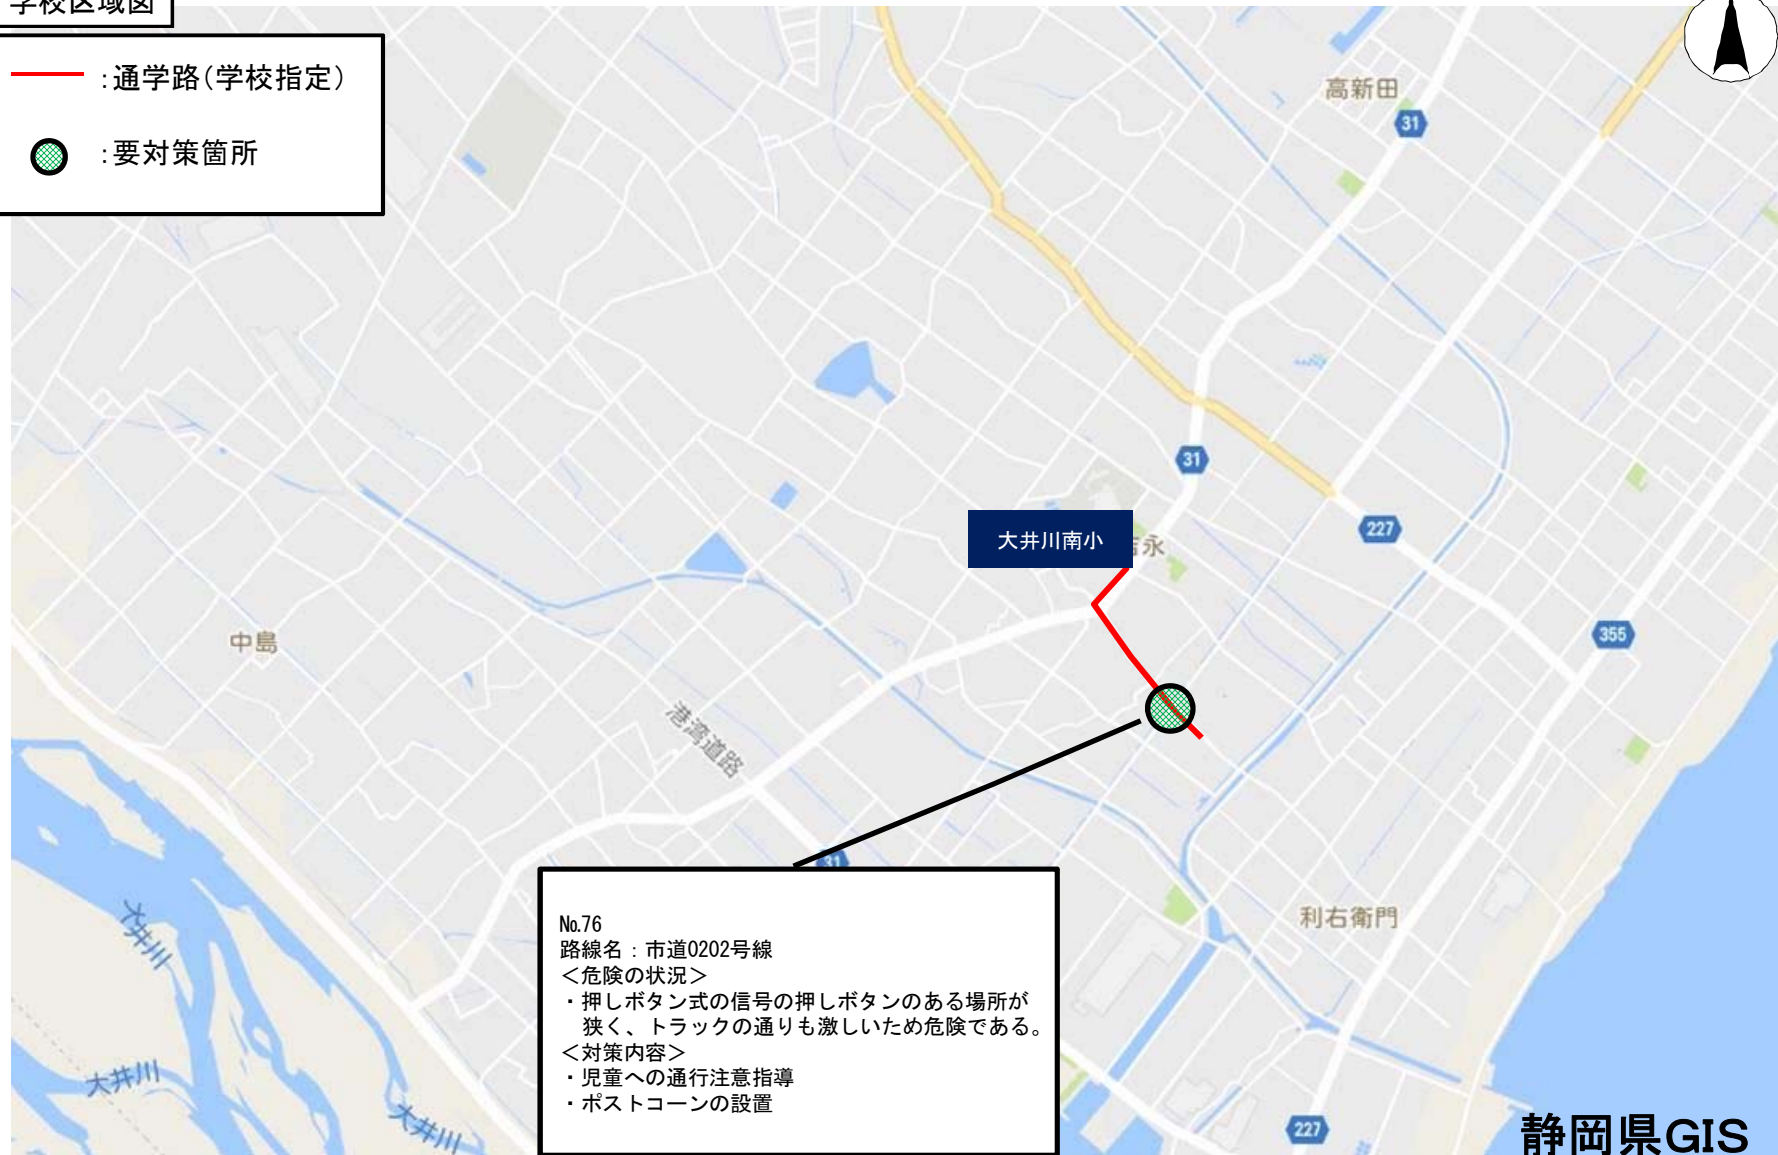 学校区域図
:通学路(学校指定)
:要対策箇所
高新田
31
31
大井川南小
吉永
227
355
中島
港湾道路
31
No.76
路線名：市道0202号線
＜危険の状況＞
・押しボタン式の信号の押しボタンのある場所が
狭く、トラックの通りも激しいため危険である。
＜対策内容＞
・児童への通行注意指導
・ポストコーンの設置
利右衛門
大井川
大井川
大井川
227
静岡県GIS